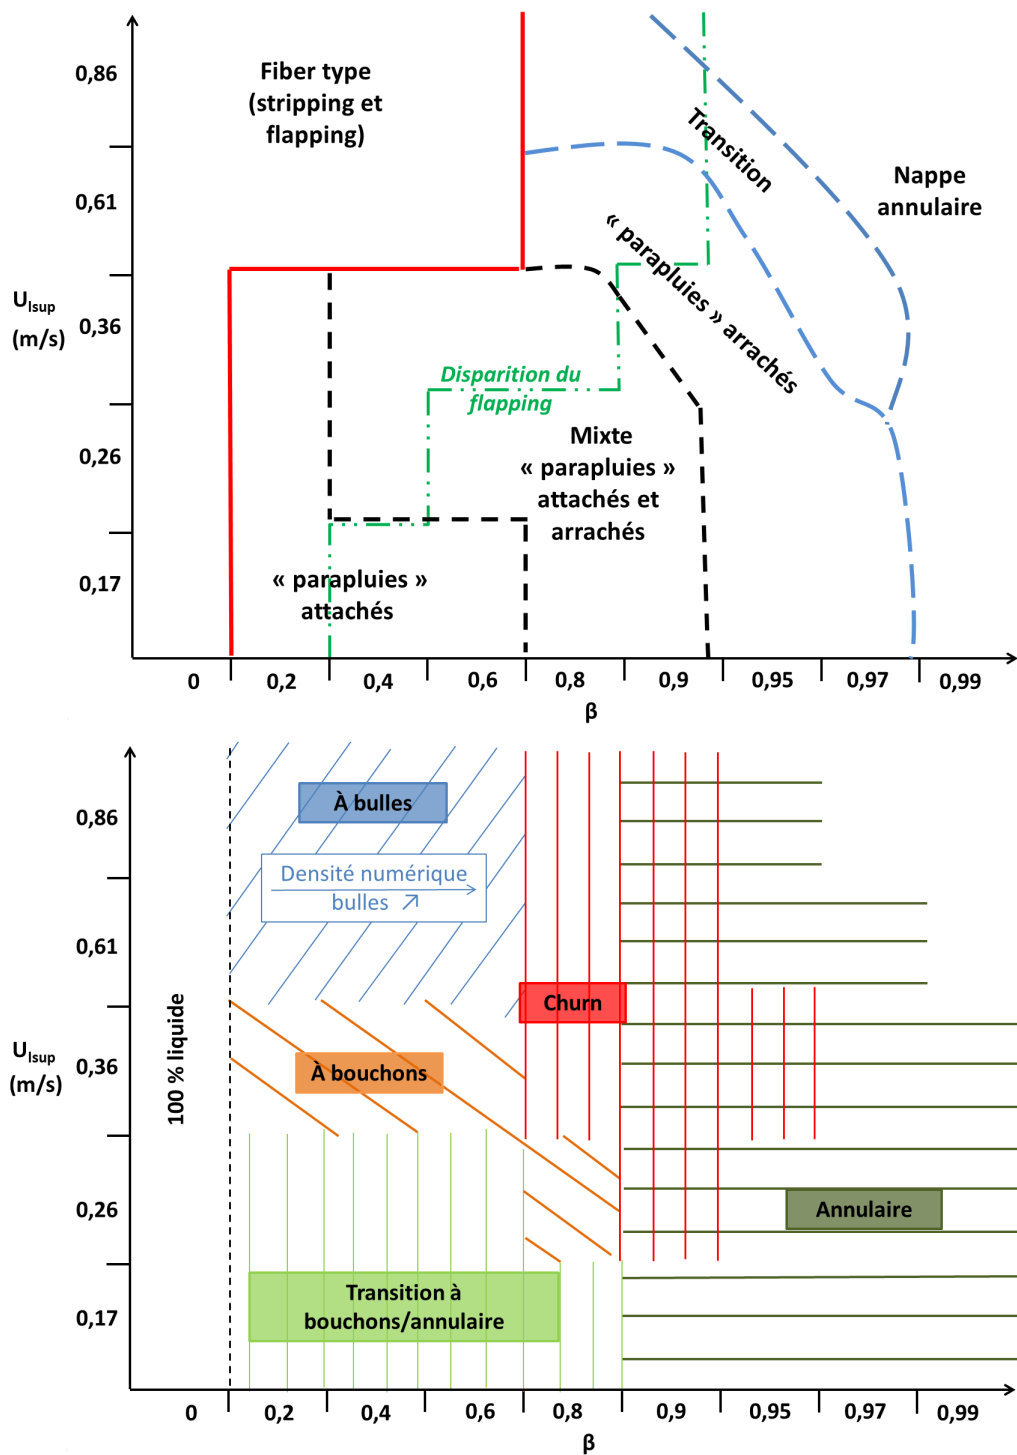 0,86
0,61
U_lsup
(m/s)
0,36
0,26
0,17
Fiber type
(stripping et
flapping)
Transition
Nappe
annulaire
« parapluies » arrachés
Disparition du
flapping
Mixte
« parapluies »
attachés et
arrachés
« parapluies »
attachés
0 0,2 0,4 0,6 0,8 0,9 0,95 0,97 0,99
β
0,86
0,61
U_lsup
(m/s)
0,36
0,26
0,17
100 % liquide
À bulles
Densité numérique
bulles ↗
Churn
À bouchons
Annulaire
Transition à
bouchons/annulaire
0 0,2 0,4 0,6 0,8 0,9 0,95 0,97 0,99
β